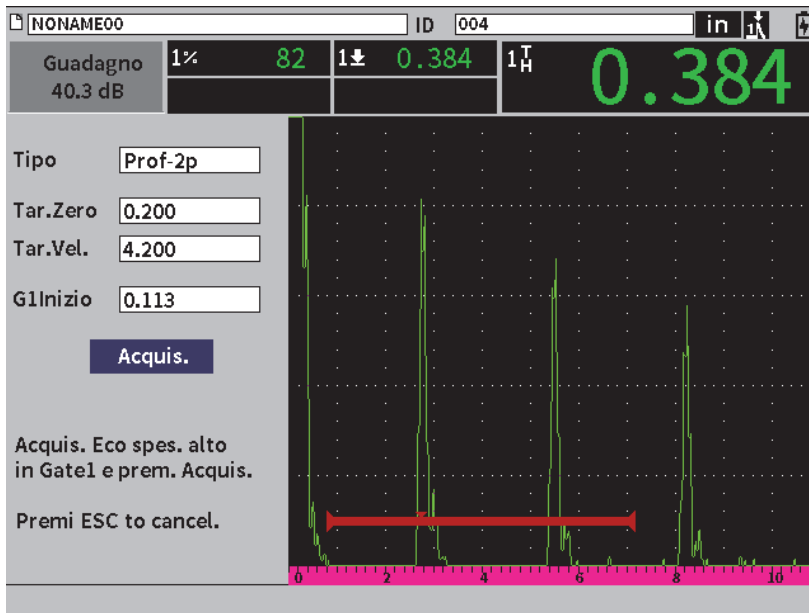 NONAME00 ID 004 in
Guadagno
40.3 dB
1% 82
1 0.384
1 T H 0.384
Tipo Prof-2p
Tar.Zero 0.200
Tar.Vel. 4.200
G1Inizio 0.113
Acquis.
Acquis. Eco spes. alto
in Gate1 e prem. Acquis.
Premi ESC to cancel.
0 2 4 6 8 10